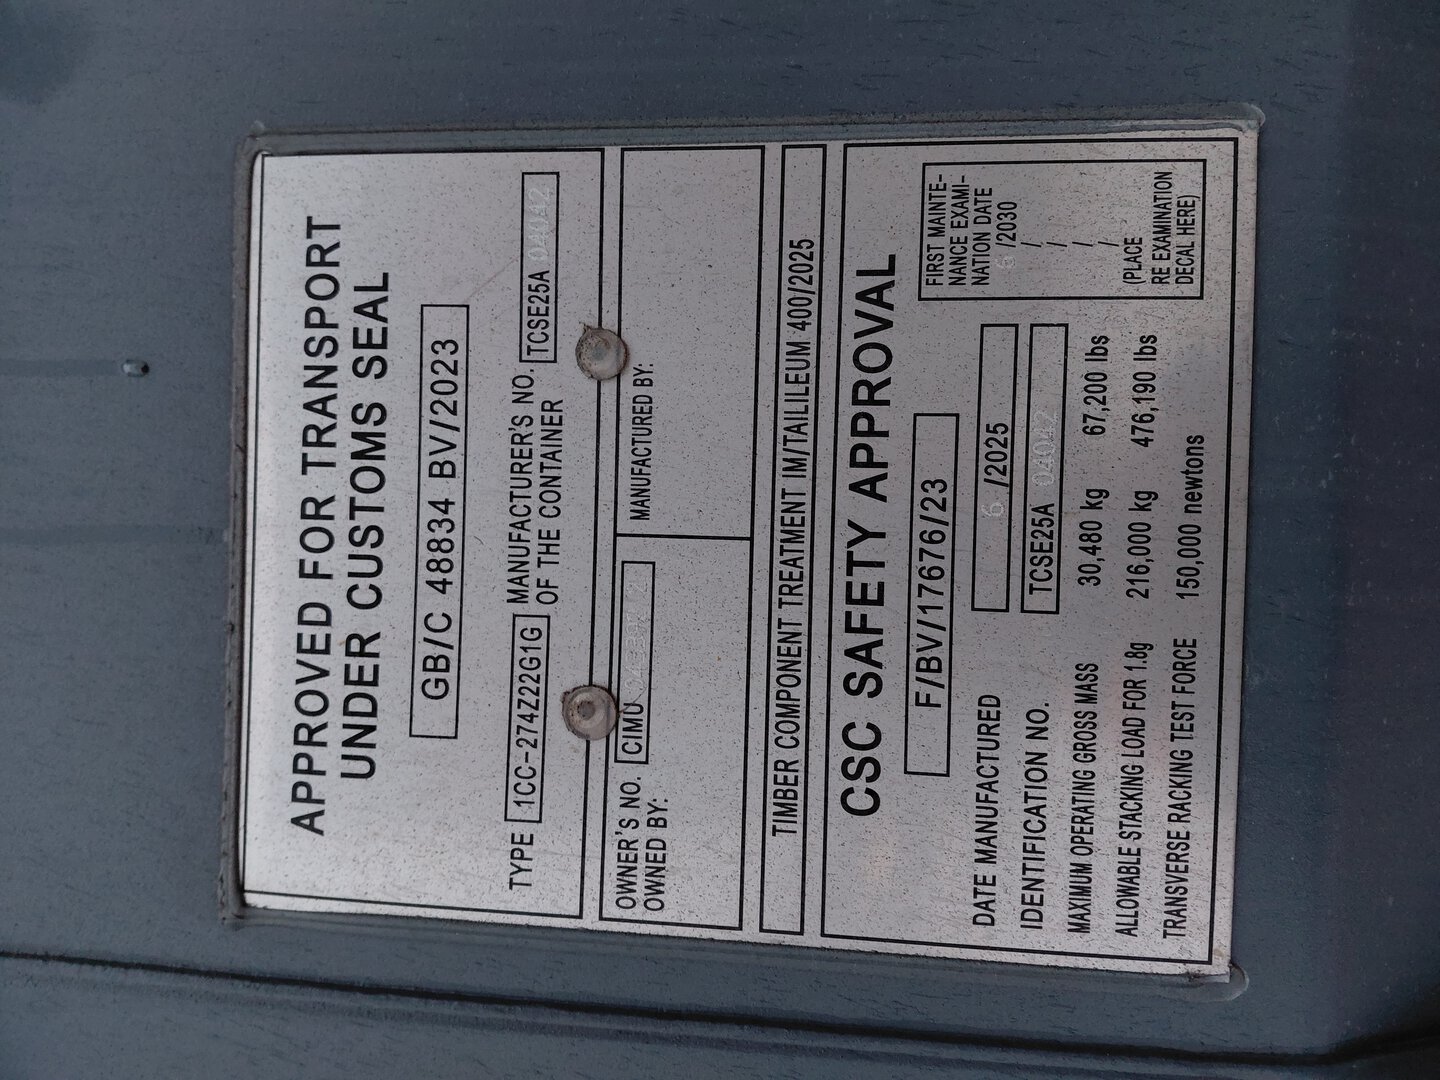 APPROVED FOR TRANSPORT
UNDER CUSTOMS SEAL
GB/C 48834 BV/2023
TYPE 1CC-274Z22G1G
MANUFACTURER'S NO.
OF THE CONTAINER
TCSE25A 04042
OWNER'S NO. CIMU
OWNED BY:
MANUFACTURED BY:
TIMBER COMPONENT TREATMENT IM/TAILILEUM 400/2025
CSC SAFETY APPROVAL
F/BV/17676/23
DATE MANUFACTURED 6 /2025
IDENTIFICATION NO. TCSE25A 04042
MAXIMUM OPERATING GROSS MASS 30,480 kg 67,200 lbs
ALLOWABLE STACKING LOAD FOR 1.8g 216,000 kg 476,190 lbs
TRANSVERSE RACKING TEST FORCE 150,000 newtons
FIRST MAINTE-
NANCE EXAMI-
NATION DATE
6 /2030
/
/
/
/
(PLACE
RE EXAMINATION
DECAL HERE)